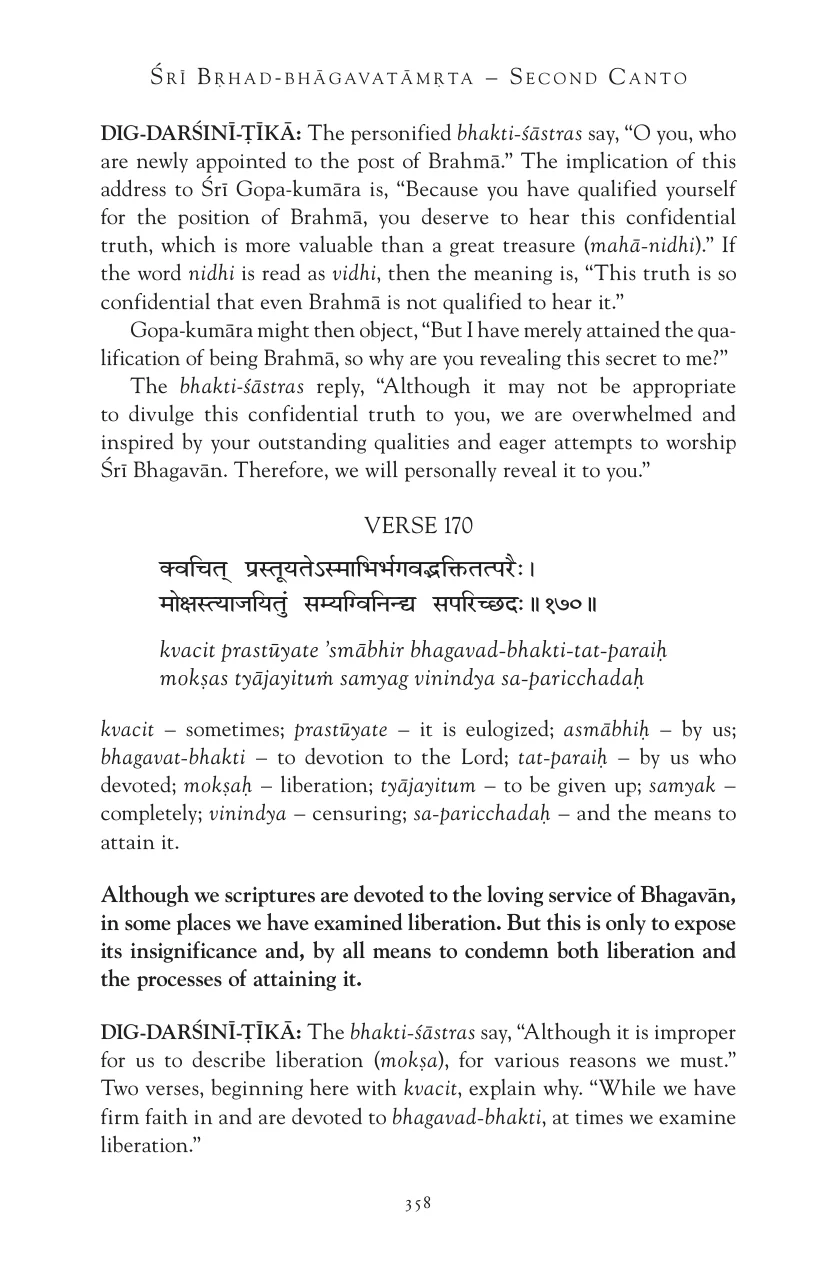 ŚRĪ BṚHAD-BHĀGAVATĀMṚTA – SECOND CANTO
DIG-DARŚINĪ-ṬĪKĀ: The personified bhakti-śāstras say, “O you, who
are newly appointed to the post of Brahmā.” The implication of this
address to Śrī Gopa-kumāra is, “Because you have qualified yourself
for the position of Brahmā, you deserve to hear this confidential
truth, which is more valuable than a great treasure (mahā-nidhi).” If
the word nidhi is read as vidhi, then the meaning is, “This truth is so
confidential that even Brahmā is not qualified to hear it.”
Gopa-kumāra might then object, “But I have merely attained the qua-
lification of being Brahmā, so why are you revealing this secret to me?”
The bhakti-śāstras reply, “Although it may not be appropriate
to divulge this confidential truth to you, we are overwhelmed and
inspired by your outstanding qualities and eager attempts to worship
Śrī Bhagavān. Therefore, we will personally reveal it to you.”
VERSE 170
क्वचित् प्रस्तूयतेऽस्माभिर्भगवद्भक्तितत्परैः।
मोक्षस्त्याजयितुं सम्यग्विनिन्द्य सपरिच्छदः॥१७०॥
kvacit prastūyate ’smābhir bhagavad-bhakti-tat-paraiḥ
mokṣas tyājayituṁ samyag vinindya sa-paricchadaḥ
kvacit – sometimes; prastūyate – it is eulogized; asmābhiḥ – by us;
bhagavat-bhakti – to devotion to the Lord; tat-paraiḥ – by us who
devoted; mokṣaḥ – liberation; tyājayitum – to be given up; samyak –
completely; vinindya – censuring; sa-paricchadaḥ – and the means to
attain it.
Although we scriptures are devoted to the loving service of Bhagavān,
in some places we have examined liberation. But this is only to expose
its insignificance and, by all means to condemn both liberation and
the processes of attaining it.
DIG-DARŚINĪ-ṬĪKĀ: The bhakti-śāstras say, “Although it is improper
for us to describe liberation (mokṣa), for various reasons we must.”
Two verses, beginning here with kvacit, explain why. “While we have
firm faith in and are devoted to bhagavad-bhakti, at times we examine
liberation.”
358